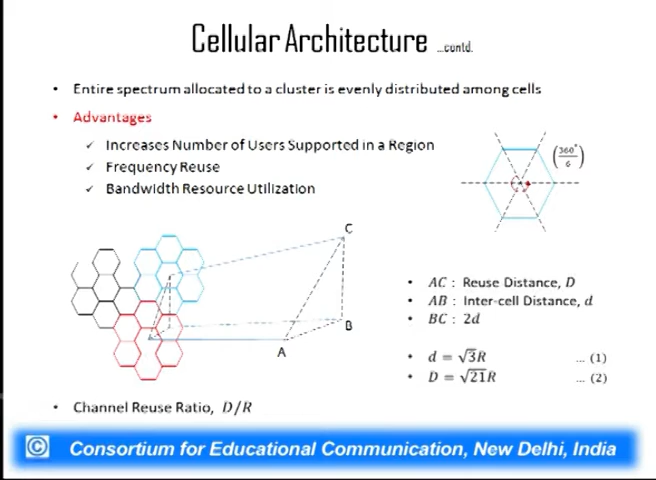 Cellular Architecture ...contd.
• Entire spectrum allocated to a cluster is evenly distributed among cells
• Advantages
✓ Increases Number of Users Supported in a Region
✓ Frequency Reuse
✓ Bandwidth Resource Utilization
(360°/6)
C
B
A
• AC : Reuse Distance, D
• AB : Inter-cell Distance, d
• BC : 2d
• d = √3R ... (1)
• D = √21R ... (2)
• Channel Reuse Ratio, D/R
© Consortium for Educational Communication, New Delhi, India